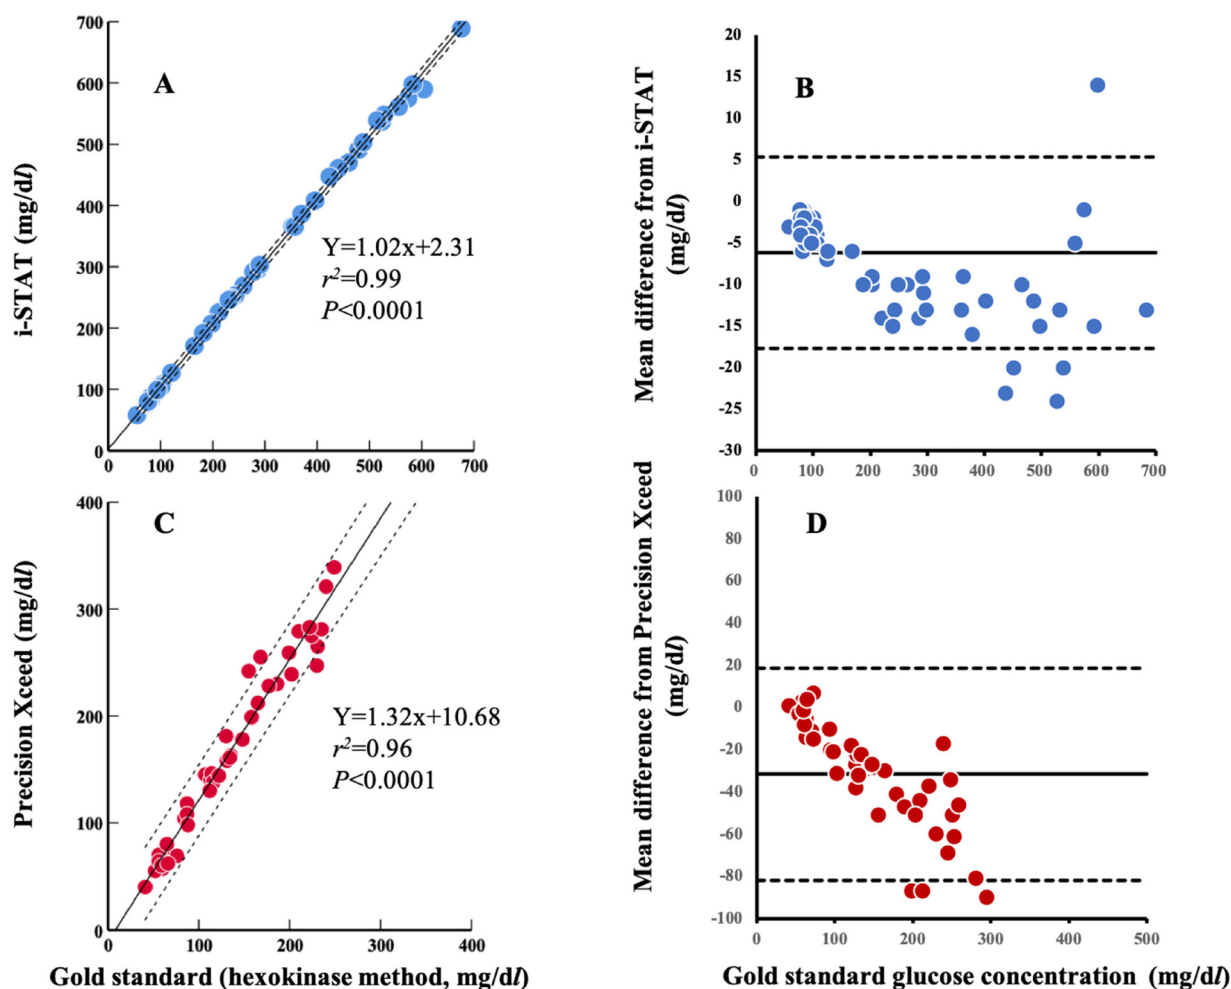 A
i-STAT (mg/dl)
700
600
500
400
300
200
100
0
Y=1.02x+2.31
r²=0.99
P<0.0001
0 100 200 300 400 500 600 700
B
Mean difference from i-STAT
(mg/dl)
20
15
10
5
0
-5
-10
-15
-20
-25
-30
0 100 200 300 400 500 600 700
C
Precision Xceed (mg/dl)
400
300
200
100
0
Y=1.32x+10.68
r²=0.96
P<0.0001
0 100 200 300 400
Gold standard (hexokinase method, mg/dl)
D
Mean difference from Precision Xceed
(mg/dl)
100
80
60
40
20
0
-20
-40
-60
-80
-100
0 100 200 300 400 500
Gold standard glucose concentration (mg/dl)